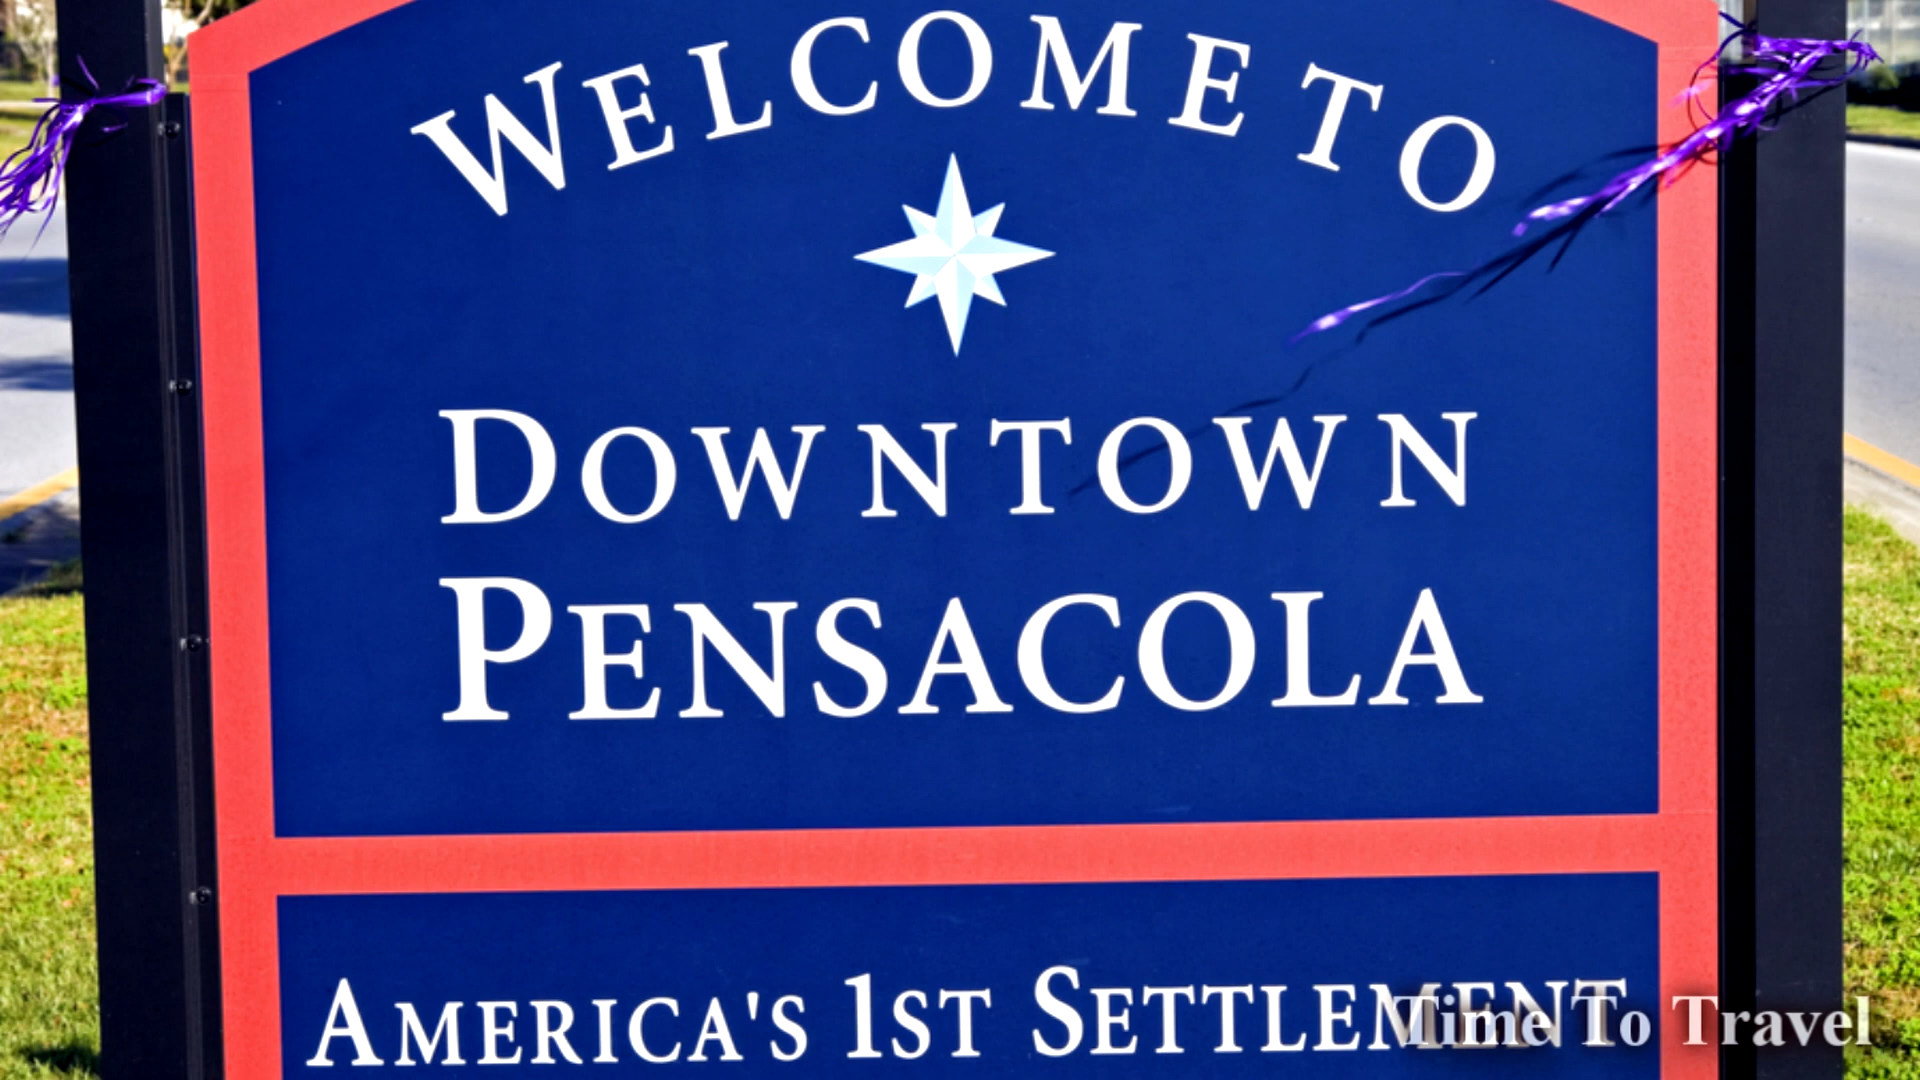 WELCOME TO
DOWNTOWN
PENSACOLA
AMERICA'S 1ST SETTLEMENT
Time To Travel